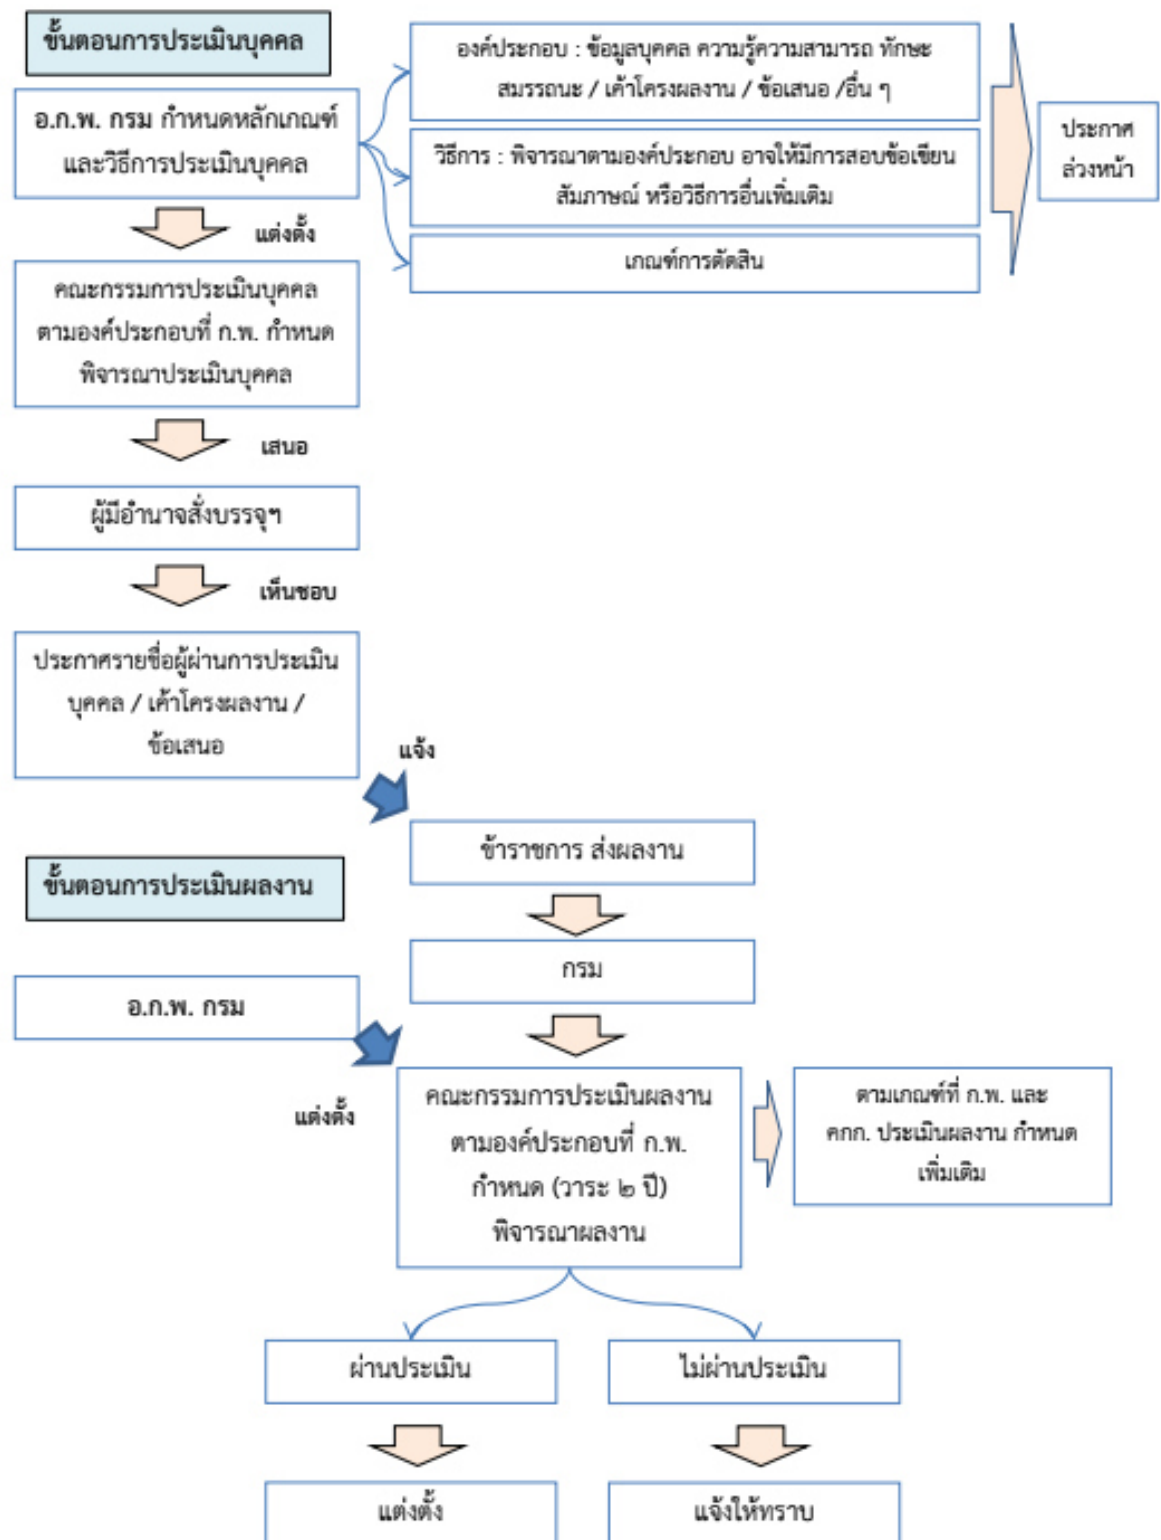 ขั้นตอนการประเมินบุคคล
อ.ก.พ. กรม กำหนดหลักเกณฑ์
และวิธีการประเมินบุคคล
องค์ประกอบ : ข้อมูลบุคคล ความรู้ความสามารถ ทักษะ
สมรรถนะ / เค้าโครงผลงาน / ข้อเสนอ /อื่น ๆ
วิธีการ : พิจารณาตามองค์ประกอบ อาจให้มีการสอบข้อเขียน
สัมภาษณ์ หรือวิธีการอื่นเพิ่มเติม
เกณฑ์การตัดสิน
ประกาศ
ล่วงหน้า
แต่งตั้ง
คณะกรรมการประเมินบุคคล
ตามองค์ประกอบที่ ก.พ. กำหนด
พิจารณาประเมินบุคคล
เสนอ
ผู้มีอำนาจสั่งบรรจุฯ
เห็นชอบ
ประกาศรายชื่อผู้ผ่านการประเมิน
บุคคล / เค้าโครงผลงาน /
ข้อเสนอ
แจ้ง
ข้าราชการ ส่งผลงาน
ขั้นตอนการประเมินผลงาน
กรม
อ.ก.พ. กรม
แต่งตั้ง
คณะกรรมการประเมินผลงาน
ตามองค์ประกอบที่ ก.พ.
กำหนด (วาระ ๒ ปี)
พิจารณาผลงาน
ตามเกณฑ์ที่ ก.พ. และ
คกก. ประเมินผลงาน กำหนด
เพิ่มเติม
ผ่านประเมิน
ไม่ผ่านประเมิน
แต่งตั้ง
แจ้งให้ทราบ